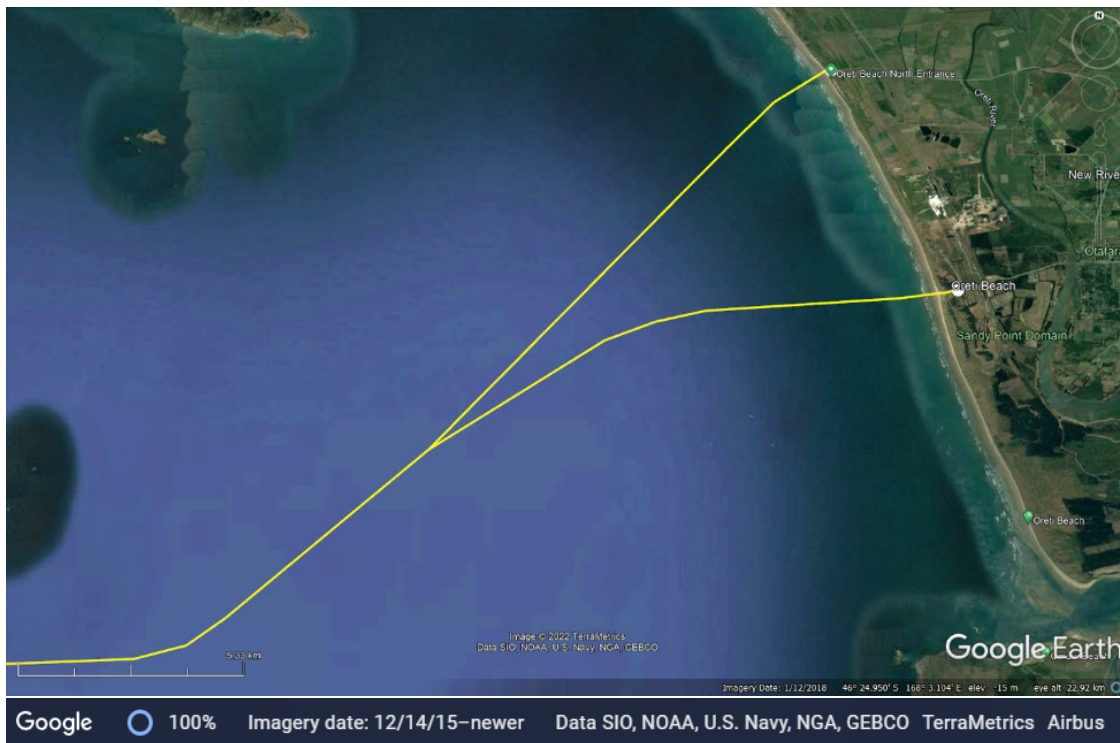 N
Oreti Beach North Entrance
Oreti River
New Rive
Otatara
Oreti Beach
Sandy Point Domain
Oreti Beach
5.33 km
Image © 2022 TerraMetrics
Data SIO, NOAA, U.S. Navy, NGA, GEBCO
Google Earth
Imagery Date: 1/12/2018 46° 24.950' S 168° 3.104' E elev -15 m eye alt 22.92 km
Google 100% Imagery date: 12/14/15–newer Data SIO, NOAA, U.S. Navy, NGA, GEBCO TerraMetrics Airbus